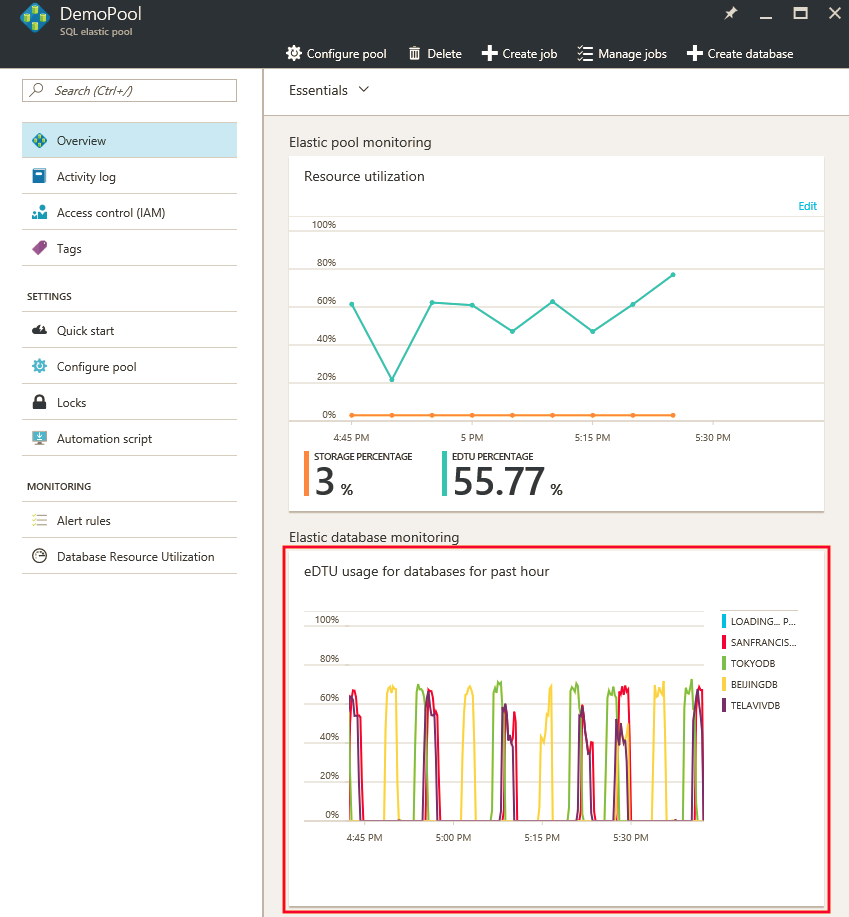 DemoPool
SQL elastic pool
Configure pool Delete Create job Manage jobs Create database
Search (Ctrl+/)
Overview
Activity log
Access control (IAM)
Tags
SETTINGS
Quick start
Configure pool
Locks
Automation script
MONITORING
Alert rules
Database Resource Utilization
Essentials
Elastic pool monitoring
Resource utilization
Edit
100%
80%
60%
40%
20%
0%
4:45 PM 5 PM 5:15 PM 5:30 PM
STORAGE PERCENTAGE
3 %
EDTU PERCENTAGE
55.77 %
Elastic database monitoring
eDTU usage for databases for past hour
100%
80%
60%
40%
20%
0%
4:45 PM 5:00 PM 5:15 PM 5:30 PM
LOADING... P...
SANFRANCIS...
TOKYODB
BEIJINGDB
TELAVIVDB